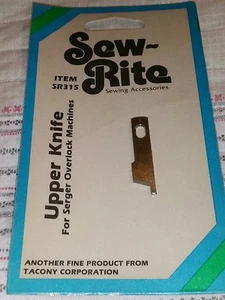 Sew-
Rite
Sewing Accessories
ITEM
SR315
Upper Knife
For Serger Overlock Machines
ANOTHER FINE PRODUCT FROM
TACONY CORPORATION